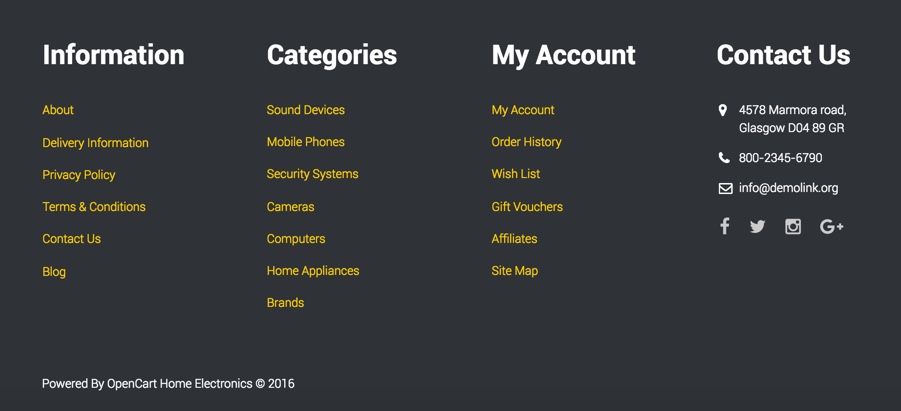 Information
About
Delivery Information
Privacy Policy
Terms & Conditions
Contact Us
Blog
Categories
Sound Devices
Mobile Phones
Security Systems
Cameras
Computers
Home Appliances
Brands
My Account
My Account
Order History
Wish List
Gift Vouchers
Affiliates
Site Map
Contact Us
4578 Marmora road,
Glasgow D04 89 GR
800-2345-6790
info@demolink.org
Powered By OpenCart Home Electronics © 2016